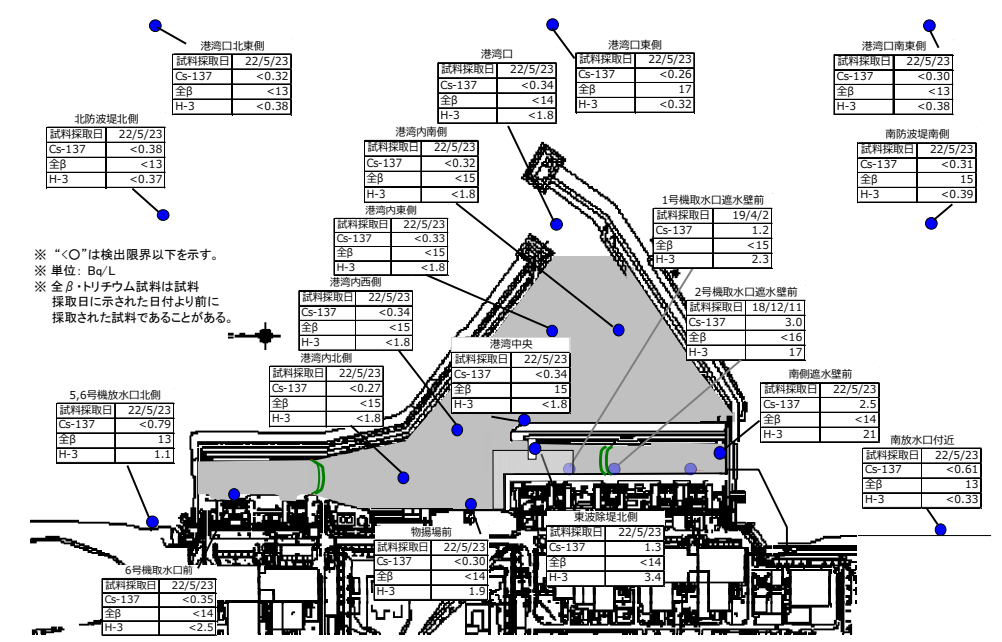 港湾口北東側
試料採取日 22/5/23
Cs-137 <0.32
全β <13
H-3 <0.38
港湾口
試料採取日 22/5/23
Cs-137 <0.34
全β <14
H-3 <1.8
港湾口東側
試料採取日 22/5/23
Cs-137 <0.26
全β 17
H-3 <0.32
港湾口南東側
試料採取日 22/5/23
Cs-137 <0.30
全β <13
H-3 <0.38
北防波堤北側
試料採取日 22/5/23
Cs-137 <0.38
全β <13
H-3 <0.37
港湾内南側
試料採取日 22/5/23
Cs-137 <0.32
全β <15
H-3 <1.8
南防波堤南側
試料採取日 22/5/23
Cs-137 <0.31
全β 15
H-3 <0.39
港湾内東側
試料採取日 22/5/23
Cs-137 <0.33
全β <15
H-3 <1.8
1号機取水口遮水壁前
試料採取日 19/4/2
Cs-137 1.2
全β <15
H-3 2.3
※ “<○”は検出限界以下を示す。
※ 単位: Bq/L
※ 全β・トリチウム試料は試料
採取日に示された日付より前に
採取された試料であることがある。
港湾内西側
試料採取日 22/5/23
Cs-137 <0.34
全β <15
H-3 <1.8
2号機取水口遮水壁前
試料採取日 18/12/11
Cs-137 3.0
全β <16
H-3 17
港湾中央
試料採取日 22/5/23
Cs-137 <0.34
全β 15
H-3 <1.8
港湾内北側
試料採取日 22/5/23
Cs-137 <0.27
全β <15
H-3 <1.8
南側遮水壁前
試料採取日 22/5/23
Cs-137 2.5
全β <14
H-3 21
5,6号機放水口北側
試料採取日 22/5/23
Cs-137 <0.79
全β 13
H-3 1.1
南放水口付近
試料採取日 22/5/23
Cs-137 <0.61
全β 13
H-3 <0.33
物揚場前
試料採取日 22/5/23
Cs-137 <0.30
全β <14
H-3 1.9
東波除堤北側
試料採取日 22/5/23
Cs-137 1.3
全β <14
H-3 3.4
6号機取水口前
試料採取日 22/5/23
Cs-137 <0.35
全β <14
H-3 <2.5